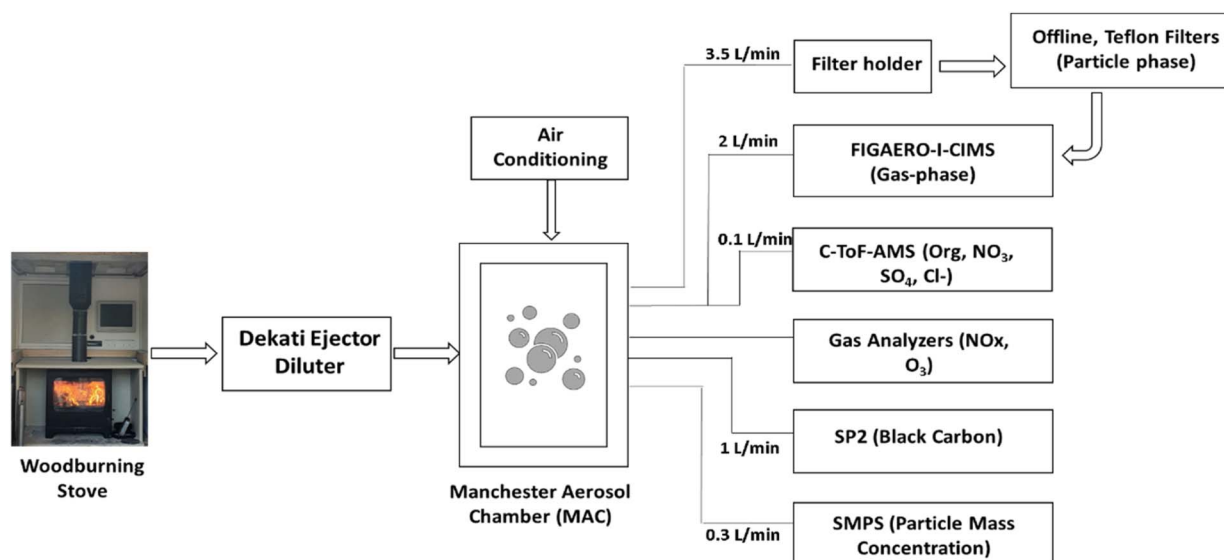 Woodburning
Stove
Dekati Ejector
Diluter
Air
Conditioning
Manchester Aerosol
Chamber (MAC)
3.5 L/min
Filter holder
Offline, Teflon Filters
(Particle phase)
2 L/min
FIGAERO-I-CIMS
(Gas-phase)
0.1 L/min
C-ToF-AMS (Org, NO₃,
SO₄, Cl-)
Gas Analyzers (NOx,
O₃)
1 L/min
SP2 (Black Carbon)
0.3 L/min
SMPS (Particle Mass
Concentration)